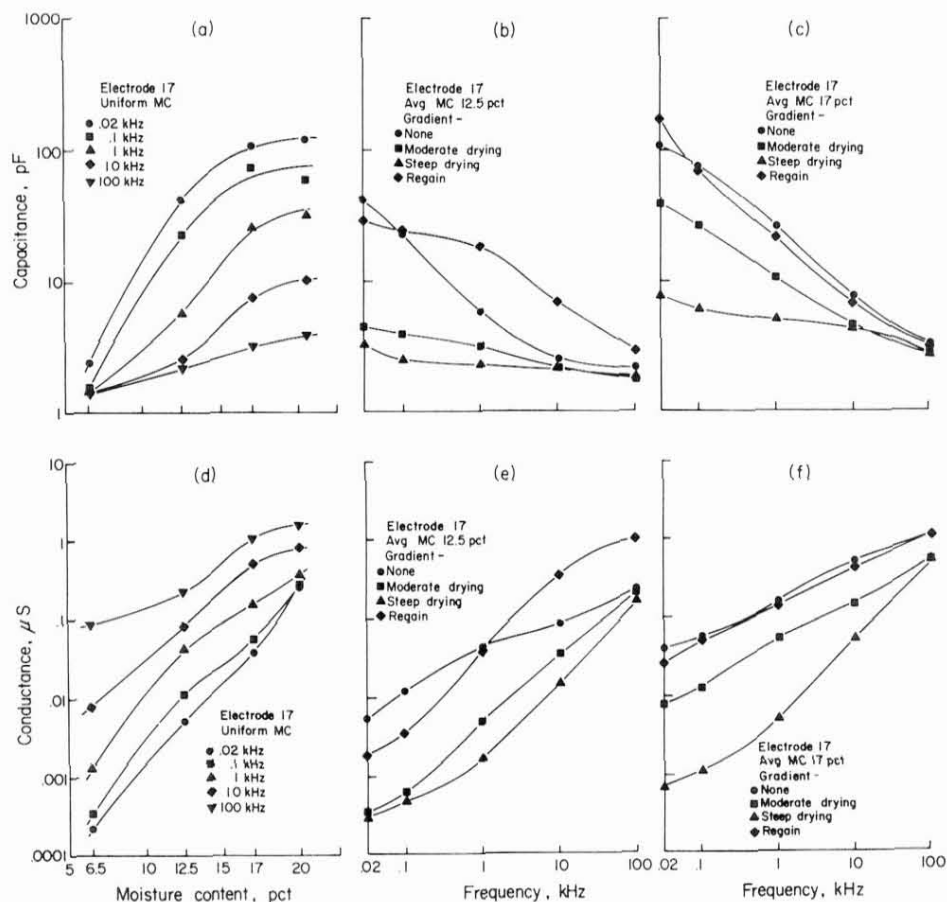 (a)
Electrode 17
Uniform MC
.02 kHz
.1 kHz
1 kHz
10 kHz
100 kHz
1000
100
10
1
Capacitance, pF
(b)
Electrode 17
Avg MC 12.5 pct
Gradient -
None
Moderate drying
Steep drying
Regain
(c)
Electrode 17
Avg MC 17 pct
Gradient -
None
Moderate drying
Steep drying
Regain
(d)
Electrode 17
Uniform MC
.02 kHz
.1 kHz
1 kHz
10 kHz
100 kHz
10
1
.1
.01
.001
.0001
Conductance, μS
5 6.5 10 12.5 15 17 20
Moisture content, pct
(e)
Electrode 17
Avg MC 12.5 pct
Gradient -
None
Moderate drying
Steep drying
Regain
.02 .1 1 10 100
Frequency, kHz
(f)
Electrode 17
Avg MC 17 pct
Gradient -
None
Moderate drying
Steep drying
Regain
.02 .1 1 10 100
Frequency, kHz